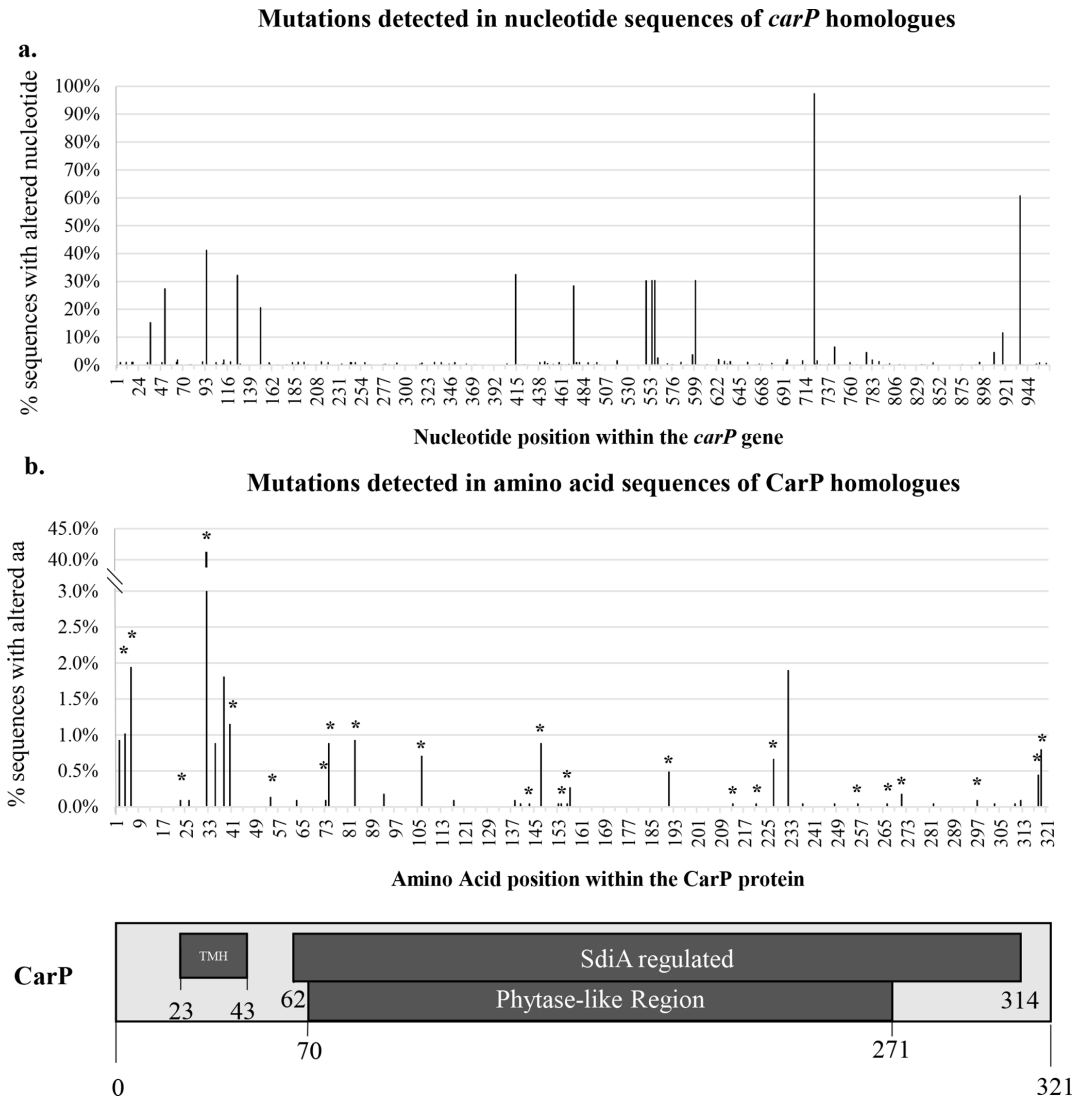 Mutations detected in nucleotide sequences of carP homologues
a.
% sequences with altered nucleotide
100%
90%
80%
70%
60%
50%
40%
30%
20%
10%
0%
1 24 47 70 93 116 139 162 185 208 231 254 277 300 323 346 369 392 415 438 461 484 507 530 553 576 599 622 645 668 691 714 737 760 783 806 829 852 875 898 921 944
Nucleotide position within the carP gene
b.
Mutations detected in amino acid sequences of CarP homologues
% sequences with altered aa
45.0%
40.0%
3.0%
2.5%
2.0%
1.5%
1.0%
0.5%
0.0%
* * * * * * * * * * * * * * * * * * * * * * * * *
1 9 17 25 33 41 49 57 65 73 81 89 97 105 113 121 129 137 145 153 161 169 177 185 193 201 209 217 225 233 241 249 257 265 273 281 289 297 305 313 321
Amino Acid position within the CarP protein
CarP
TMH
SdiA regulated
Phytase-like Region
23 43 62 314
70 271
0 321